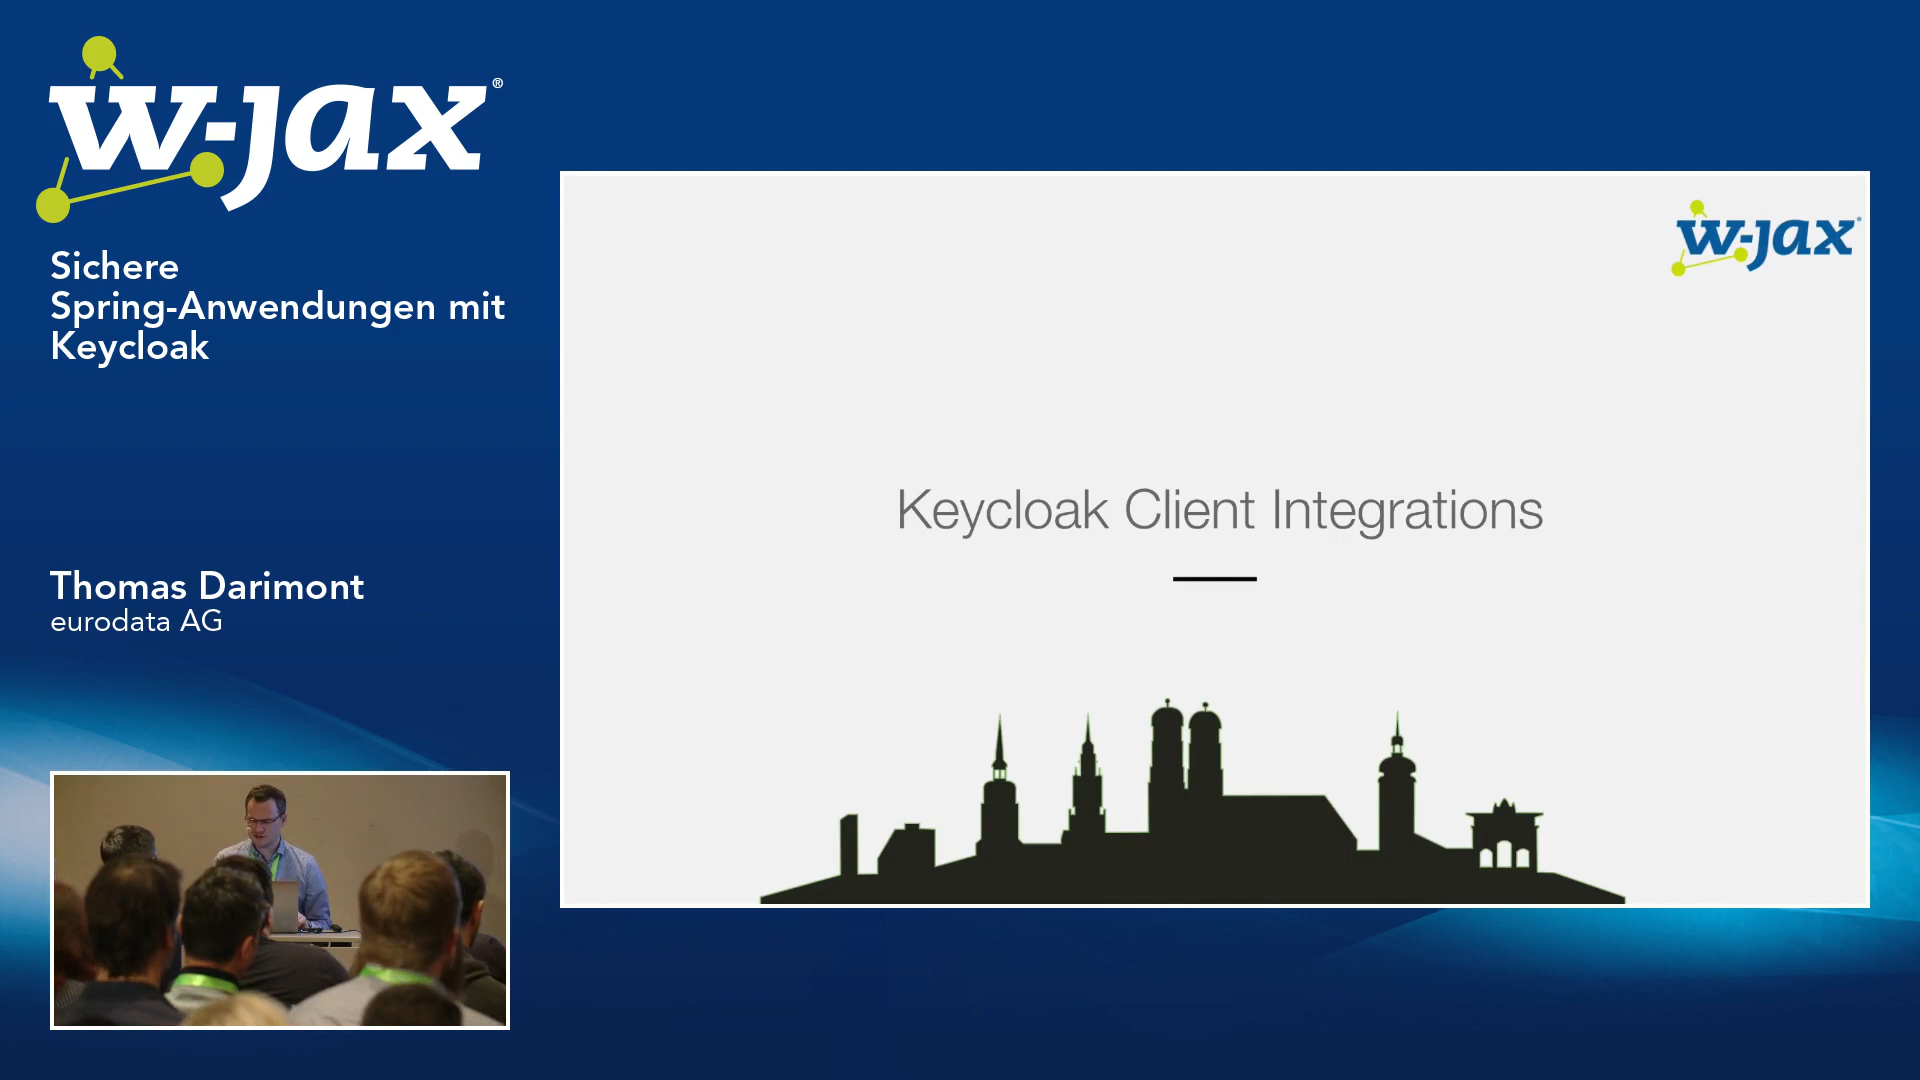 w-jax®
Sichere
Spring-Anwendungen mit
Keycloak
Thomas Darimont
eurodata AG
w-jax
Keycloak Client Integrations